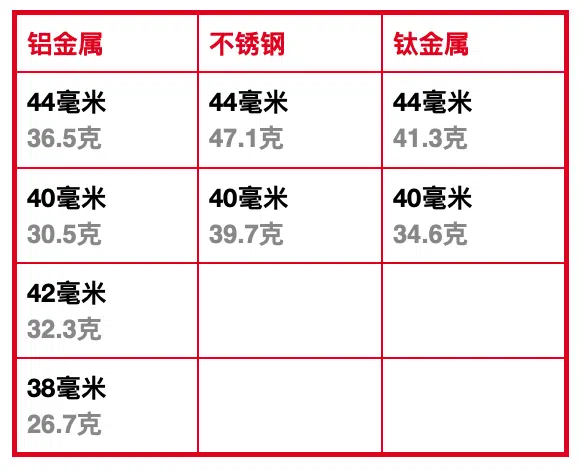 铝金属 不锈钢 钛金属
44毫米 44毫米 44毫米
36.5克 47.1克 41.3克
40毫米 40毫米 40毫米
30.5克 39.7克 34.6克
42毫米
32.3克
38毫米
26.7克